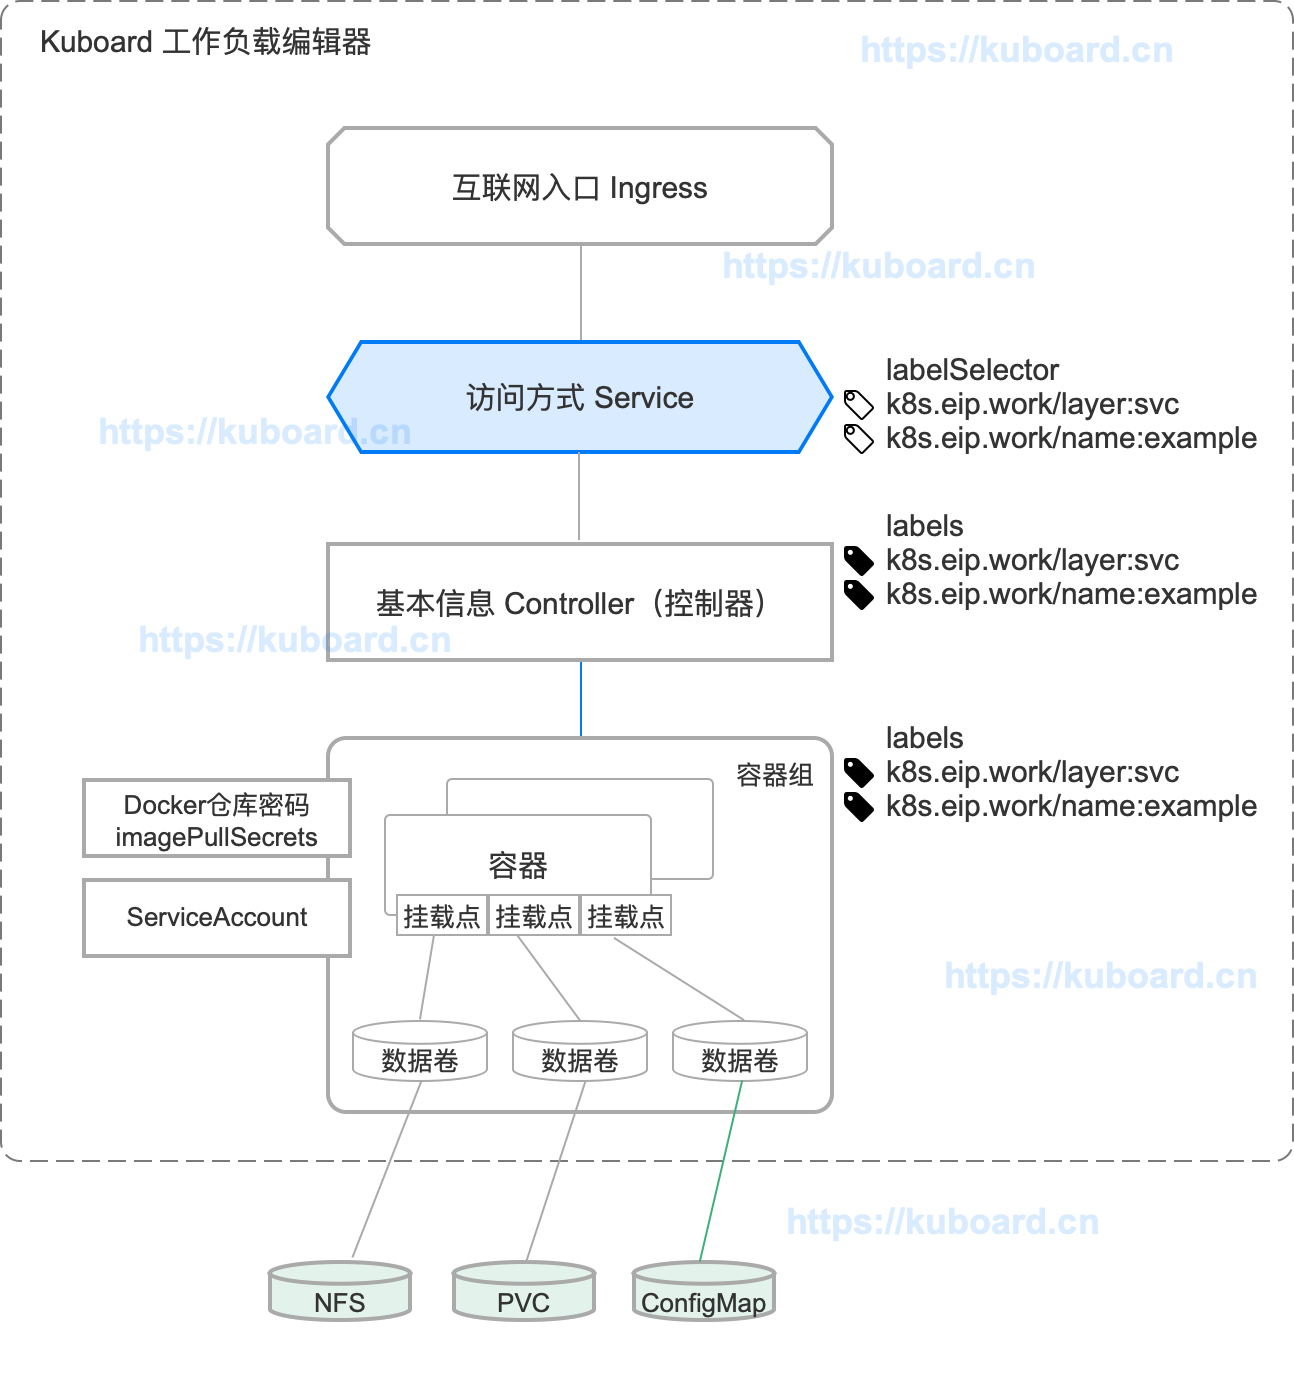 Kuboard 工作负载编辑器
https://kuboard.cn
互联网入口 Ingress
https://kuboard.cn
访问方式 Service
labelSelector
k8s.eip.work/layer:svc
k8s.eip.work/name:example
https://kuboard.cn
基本信息 Controller（控制器）
labels
k8s.eip.work/layer:svc
k8s.eip.work/name:example
https://kuboard.cn
容器组
labels
k8s.eip.work/layer:svc
k8s.eip.work/name:example
Docker仓库密码
imagePullSecrets
ServiceAccount
容器
挂载点 挂载点 挂载点
https://kuboard.cn
数据卷 数据卷 数据卷
https://kuboard.cn
NFS PVC ConfigMap